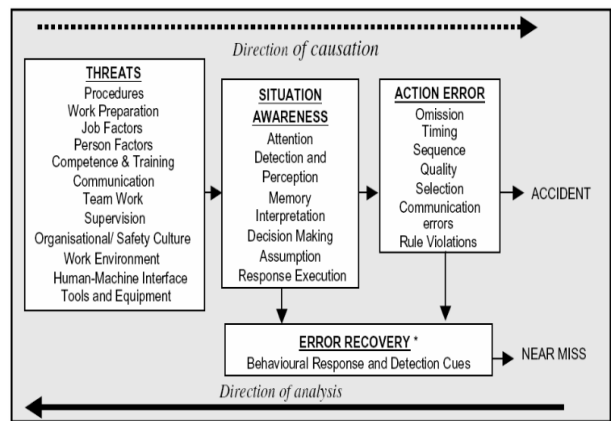 Direction of causation
THREATS
Procedures
Work Preparation
Job Factors
Person Factors
Competence & Training
Communication
Team Work
Supervision
Organisational/ Safety Culture
Work Environment
Human-Machine Interface
Tools and Equipment
SITUATION
AWARENESS
Attention
Detection and
Perception
Memory
Interpretation
Decision Making
Assumption
Response Execution
ACTION ERROR
Omission
Timing
Sequence
Quality
Selection
Communication
errors
Rule Violations
ACCIDENT
ERROR RECOVERY *
Behavioural Response and Detection Cues
NEAR MISS
Direction of analysis